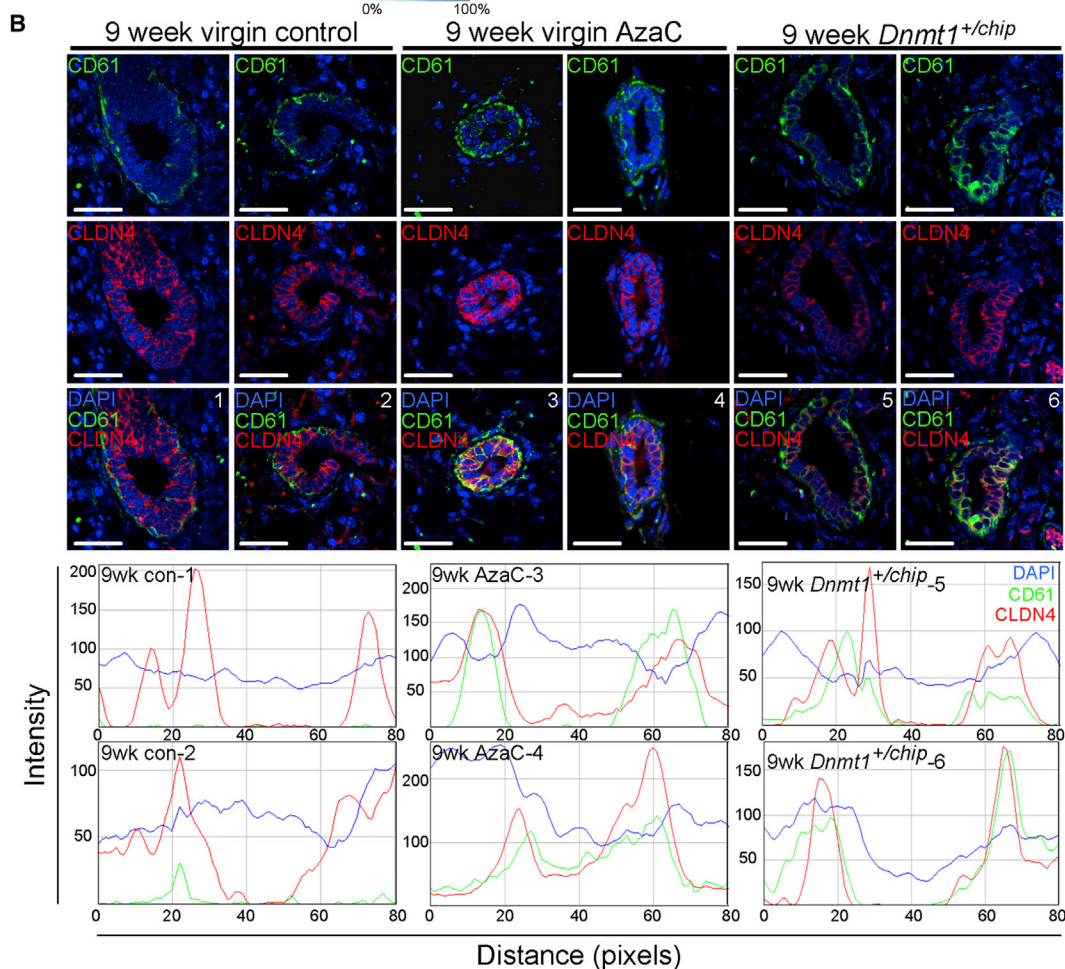 0% 100%
B
9 week virgin control 9 week virgin AzaC 9 week Dnmt1+/chip
CD61 CD61 CD61 CD61 CD61 CD61
CLDN4 CLDN4 CLDN4 CLDN4 CLDN4 CLDN4
DAPI 1 DAPI 2 DAPI 3 DAPI 4 DAPI 5 DAPI 6
CD61 CD61 CD61 CD61 CD61 CD61
CLDN4 CLDN4 CLDN4 CLDN4 CLDN4 CLDN4
Intensity
9wk con-1
200
150
100
50
0 20 40 60 80
9wk AzaC-3
200
150
100
50
0
0 20 40 60 80
9wk Dnmt1+/chip-5
DAPI
CD61
CLDN4
150
100
50
0
0 20 40 60 80
9wk con-2
100
50
0 20 40 60 80
9wk AzaC-4
200
100
0 20 40 60 80
9wk Dnmt1+/chip-6
150
100
50
0 20 40 60 80
Distance (pixels)